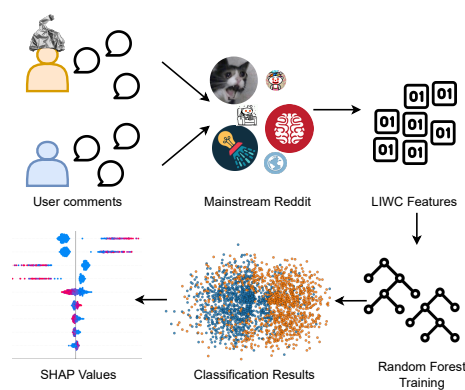 01
01
01
01
01
01
01
User comments
Mainstream Reddit
LIWC Features
SHAP Values
Classification Results
Random Forest
Training